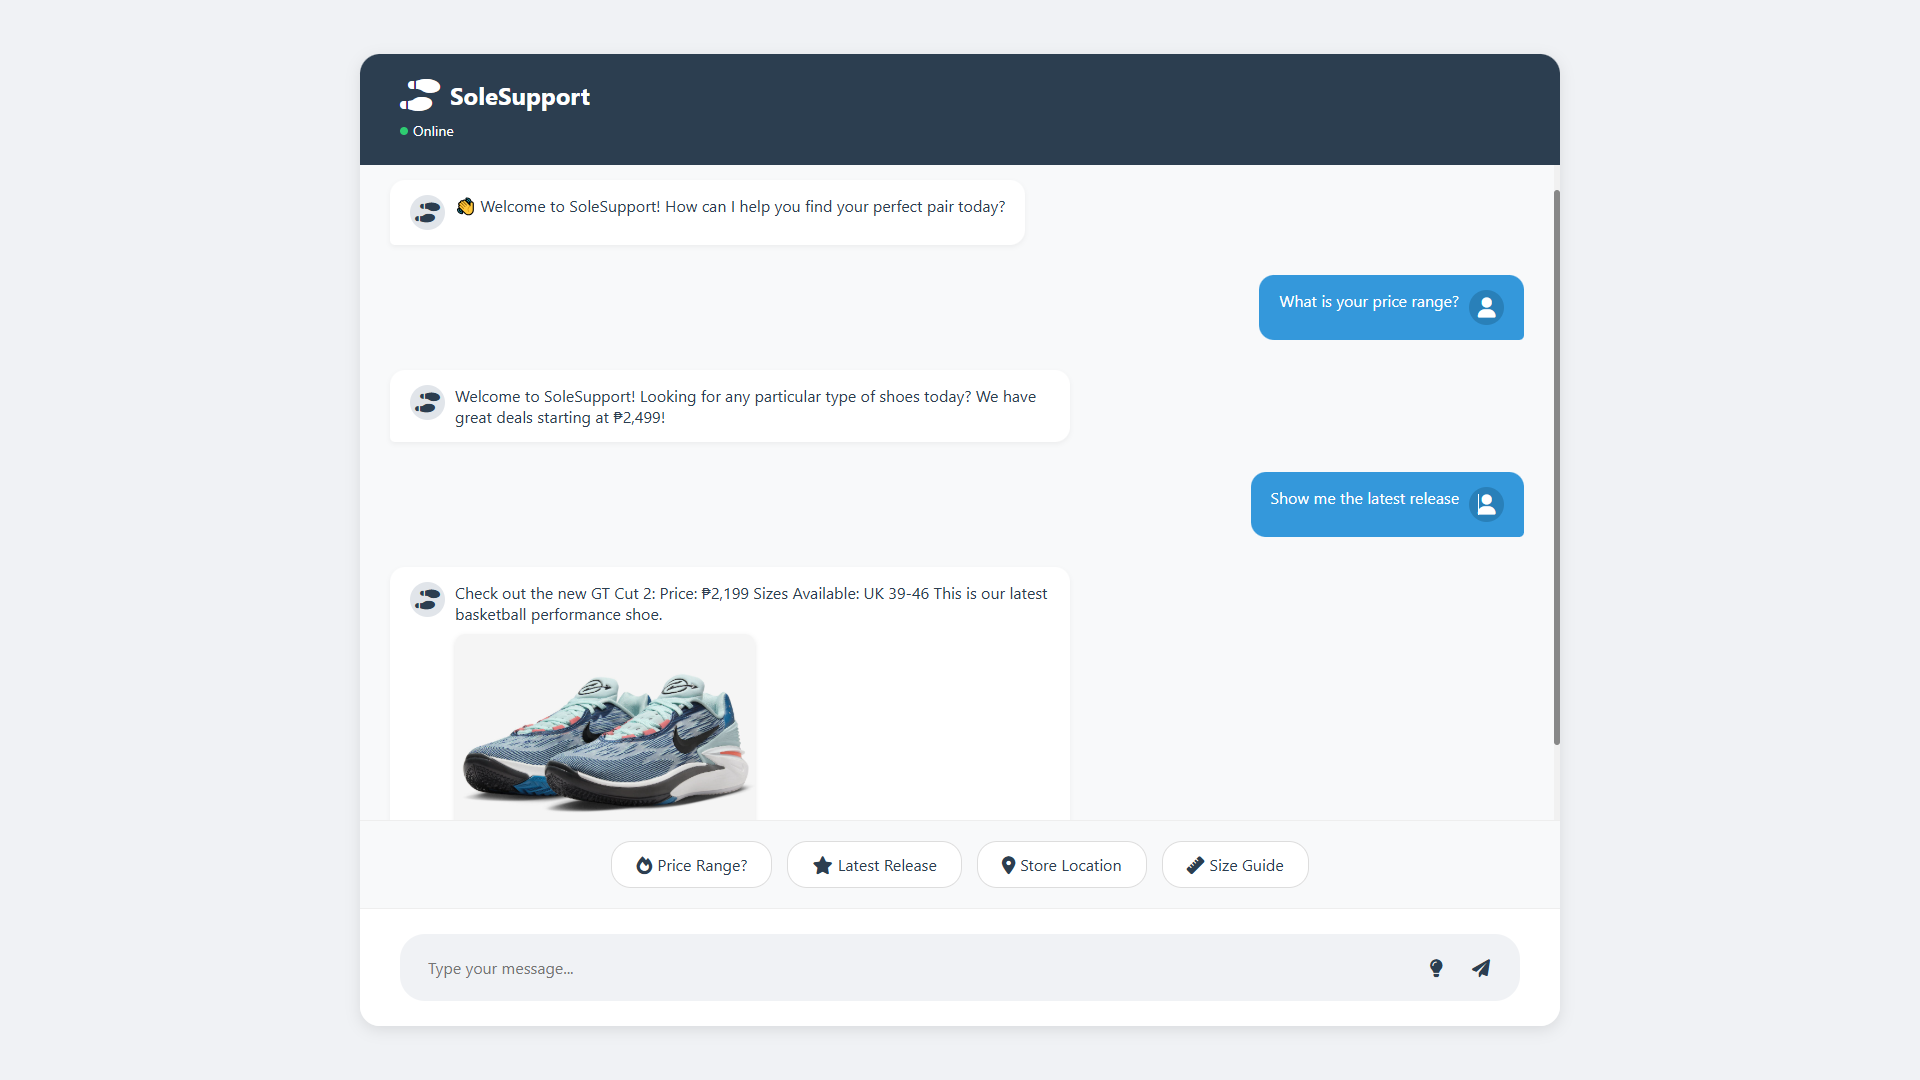 SoleSupport
Online
👋 Welcome to SoleSupport! How can I help you find your perfect pair today?
What is your price range?
Welcome to SoleSupport! Looking for any particular type of shoes today? We have
great deals starting at ₱2,499!
Show me the latest release
Check out the new GT Cut 2: Price: ₱2,199 Sizes Available: UK 39-46 This is our latest
basketball performance shoe.
Price Range?
Latest Release
Store Location
Size Guide
Type your message...